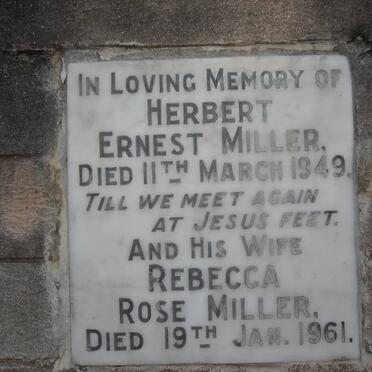 In Loving Memory of
Herbert
Ernest Miller.
Died 11th March 1949.
Till we meet again
at Jesus feet.
And His Wife
Rebecca
Rose Miller.
Died 19th Jan. 1961.